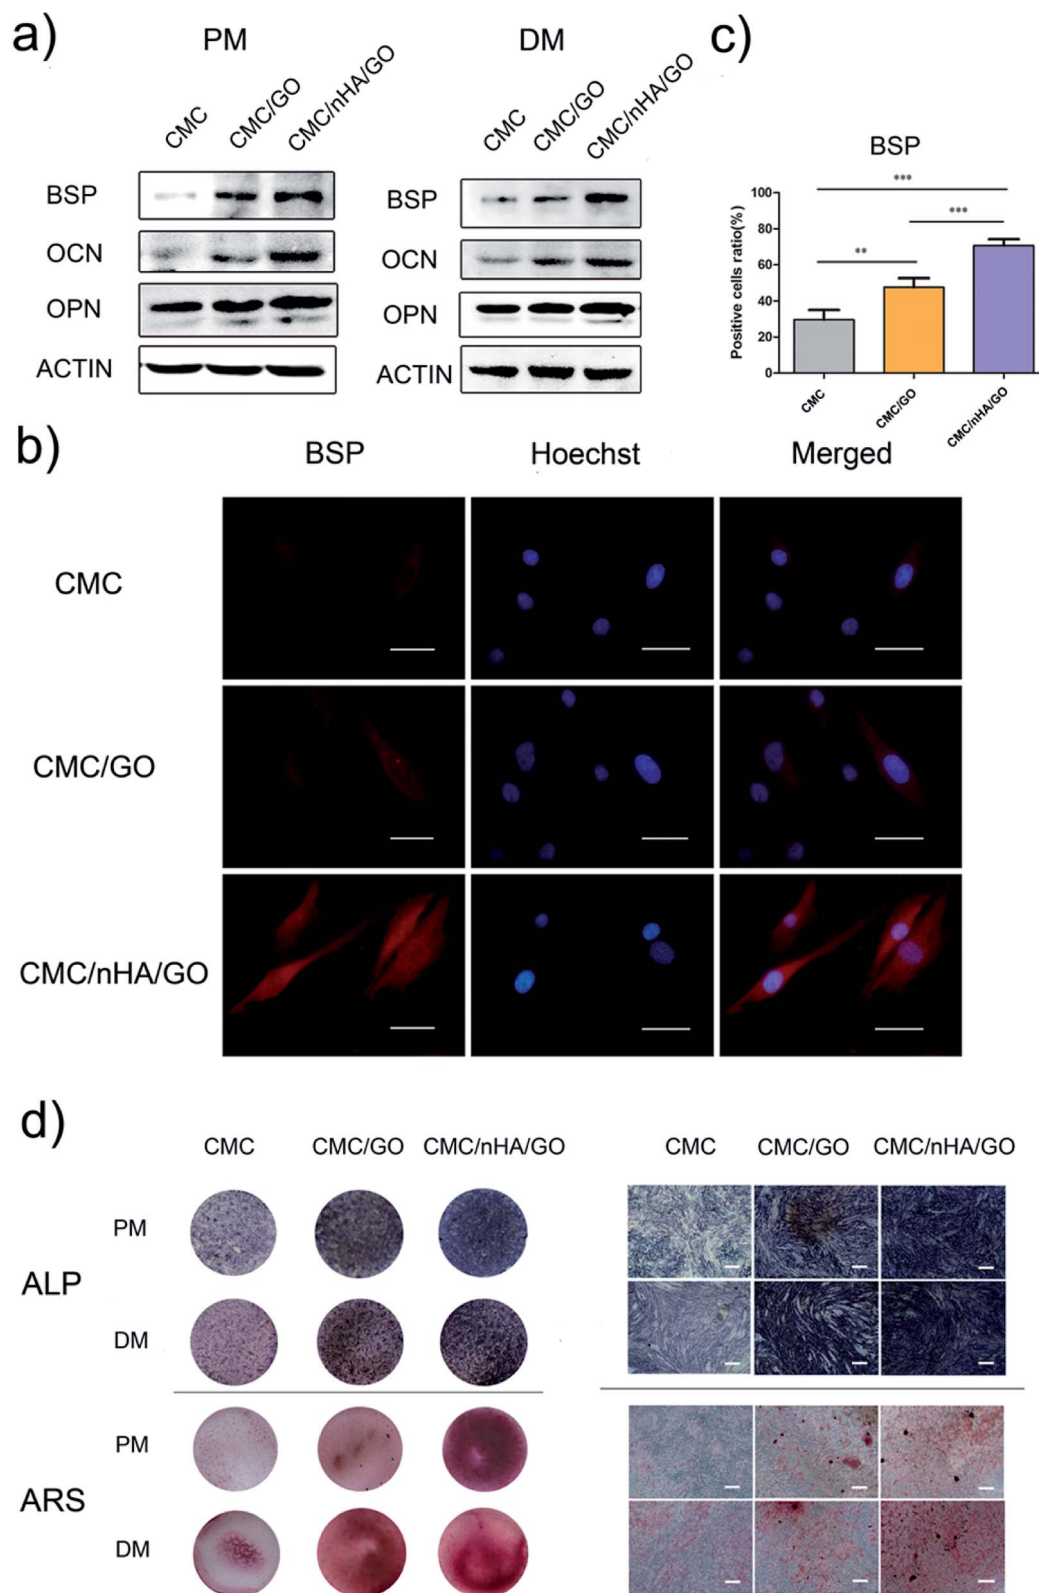 a)
PM
DM
CMC
CMC/GO
CMC/nHA/GO
CMC
CMC/GO
CMC/nHA/GO
BSP
OCN
OPN
ACTIN
BSP
OCN
OPN
ACTIN
c)
BSP
Positive cells ratio(%)
100
80
60
40
20
0
***
***
**
CMC
CMC/GO
CMC/nHA/GO
b)
BSP
Hoechst
Merged
CMC
CMC/GO
CMC/nHA/GO
d)
CMC
CMC/GO
CMC/nHA/GO
CMC
CMC/GO
CMC/nHA/GO
ALP
PM
DM
ARS
PM
DM